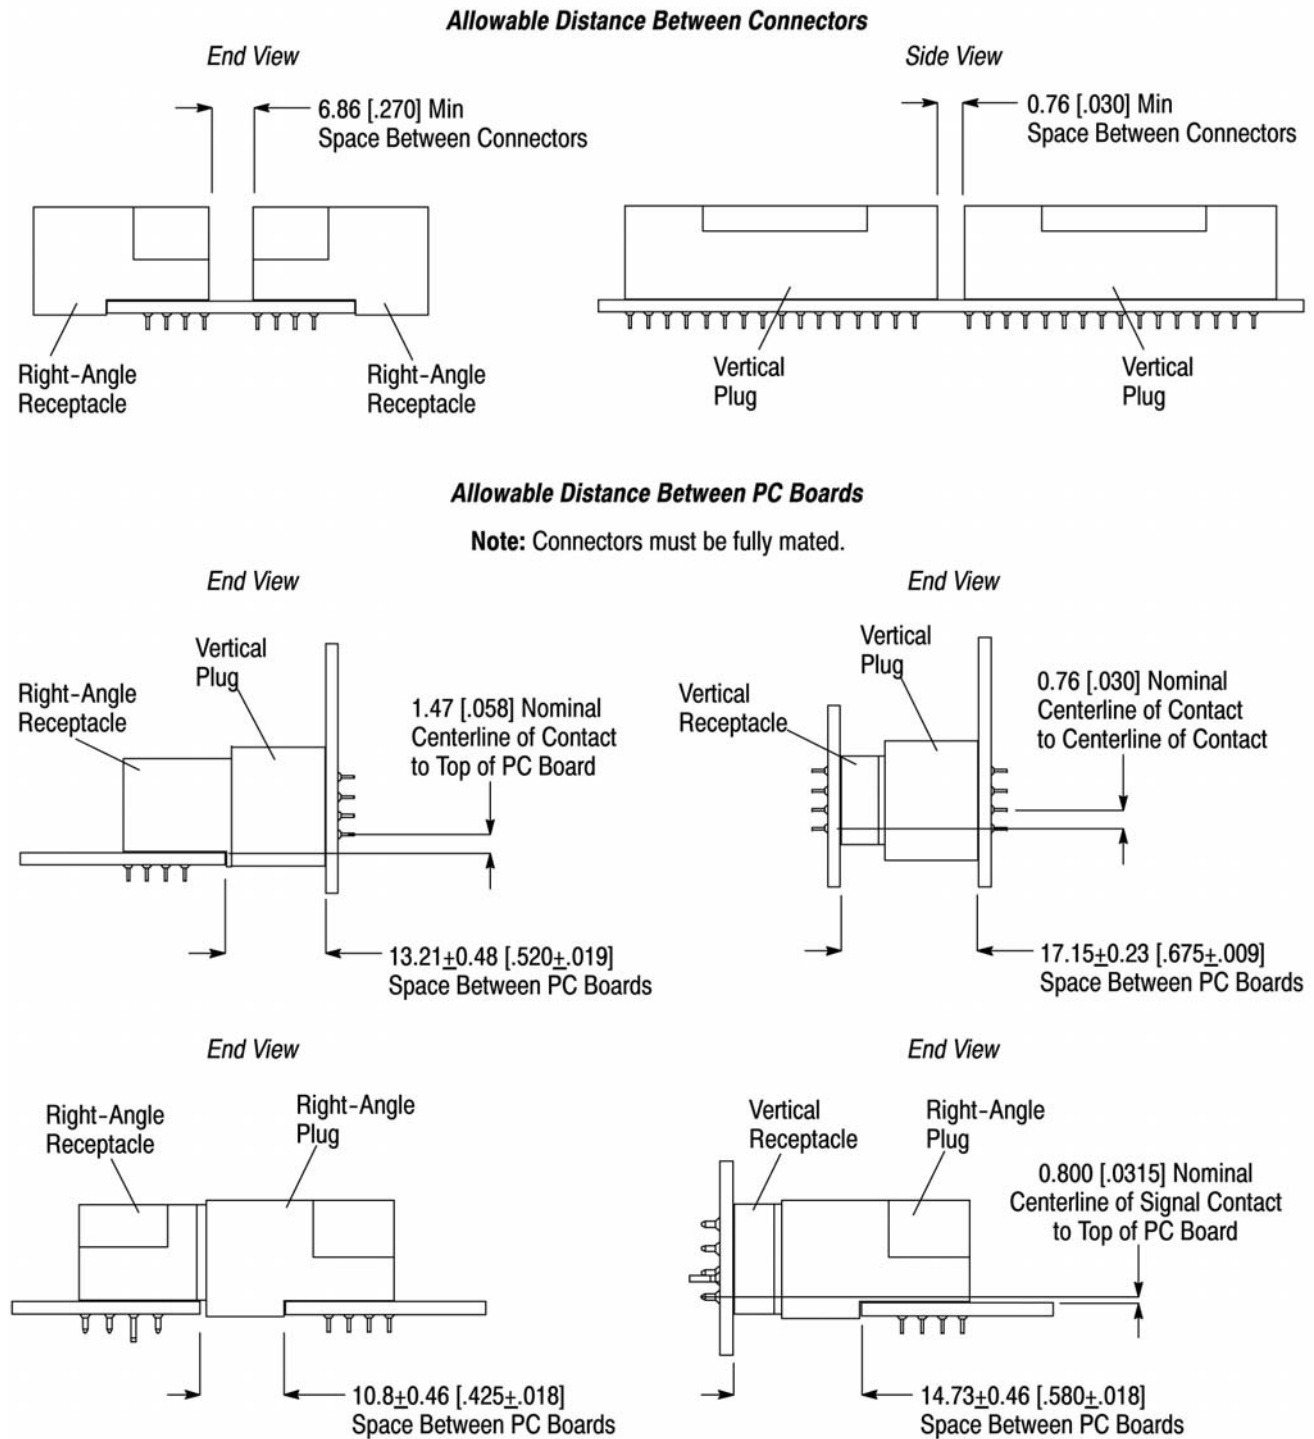 Allowable Distance Between Connectors
End View
6.86 [.270] Min
Space Between Connectors
Right-Angle
Receptacle
Right-Angle
Receptacle
Side View
0.76 [.030] Min
Space Between Connectors
Vertical
Plug
Vertical
Plug
Allowable Distance Between PC Boards
Note: Connectors must be fully mated.
End View
Right-Angle
Receptacle
Vertical
Plug
1.47 [.058] Nominal
Centerline of Contact
to Top of PC Board
13.21±0.48 [.520±.019]
Space Between PC Boards
End View
Vertical
Receptacle
Vertical
Plug
0.76 [.030] Nominal
Centerline of Contact
to Centerline of Contact
17.15±0.23 [.675±.009]
Space Between PC Boards
End View
Right-Angle
Receptacle
Right-Angle
Plug
10.8±0.46 [.425±.018]
Space Between PC Boards
End View
Vertical
Receptacle
Right-Angle
Plug
0.800 [.0315] Nominal
Centerline of Signal Contact
to Top of PC Board
14.73±0.46 [.580±.018]
Space Between PC Boards